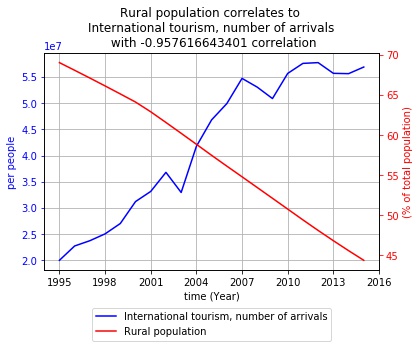 Rural population correlates to
International tourism, number of arrivals
with -0.957616643401 correlation
1e7
5.5
5.0
4.5
4.0
3.5
3.0
2.5
2.0
per people
70
65
60
55
50
45
(% of total population)
1995 1998 2001 2004 2007 2010 2013 2016
time (Year)
International tourism, number of arrivals
Rural population